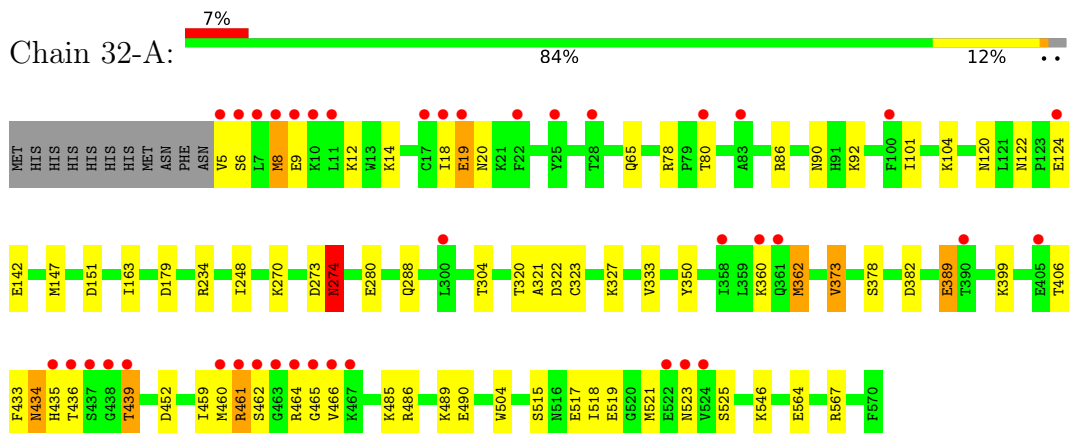 7%
Chain 32-A:
84% 12% • •
MET HIS HIS HIS HIS HIS HIS MET ASN PHE ASN V5 S6 L7 M8 E9 K10 L11 K12 W13 K14 C17 I18 E19 N20 K21 F22 Y25 T28 Q65 R78 P79 T80 A83 R86 N90 H91 K92 F100 I101 K104 N120 L121 N122 P123 E124
E142 M147 D151 I163 D179 R234 I248 K270 D273 N274 E280 Q288 L300 T304 T320 A321 D322 C323 K327 V333 Y350 I358 L359 K360 Q361 M362 V373 S378 D382 E389 T390 K399 E405 T406
F433 N434 H435 T436 S437 G438 T439 D452 I459 M460 R461 S462 G463 R464 G465 V466 K467 K485 R486 K489 E490 W504 S515 N516 E517 I518 E519 G520 M521 E522 N523 V524 S525 K546 E564 R567 F570